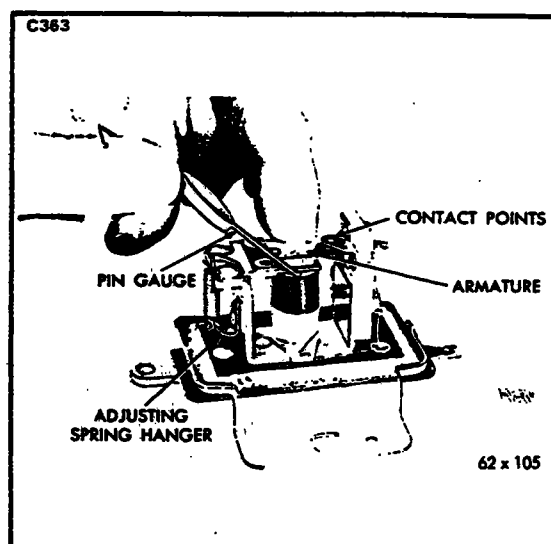 C363
CONTACT POINTS
PIN GAUGE
ARMATURE
ADJUSTING
SPRING HANGER
62 x 105